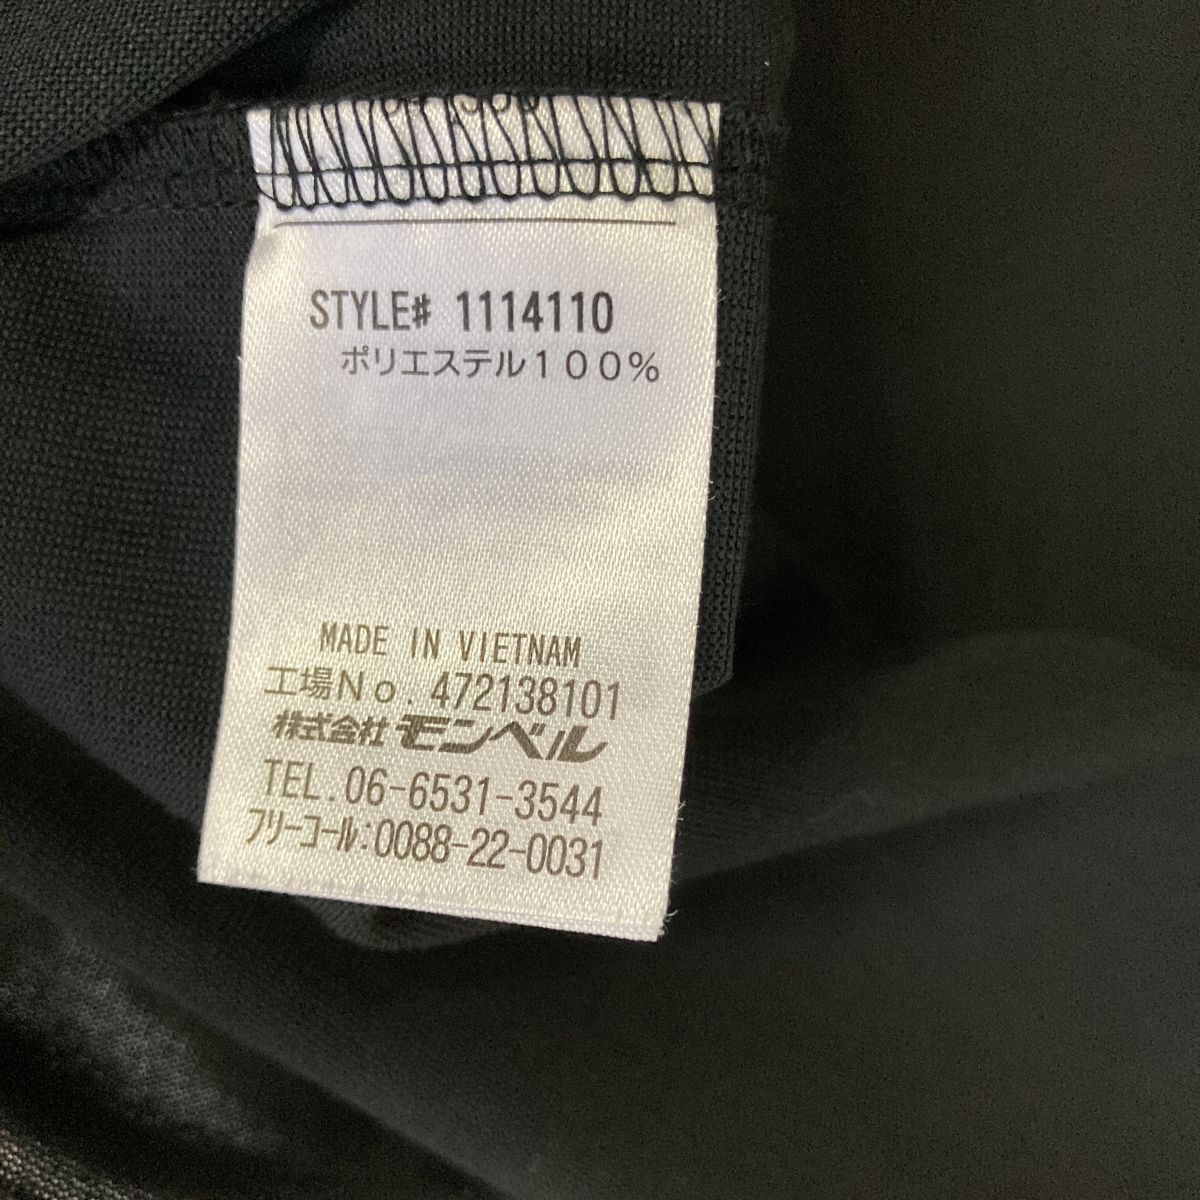 STYLE# 1114110
ポリエステル100%
MADE IN VIETNAM
工場No. 472138101
株式会社 モンベル
TEL.06-6531-3544
フリーコール:0088-22-0031